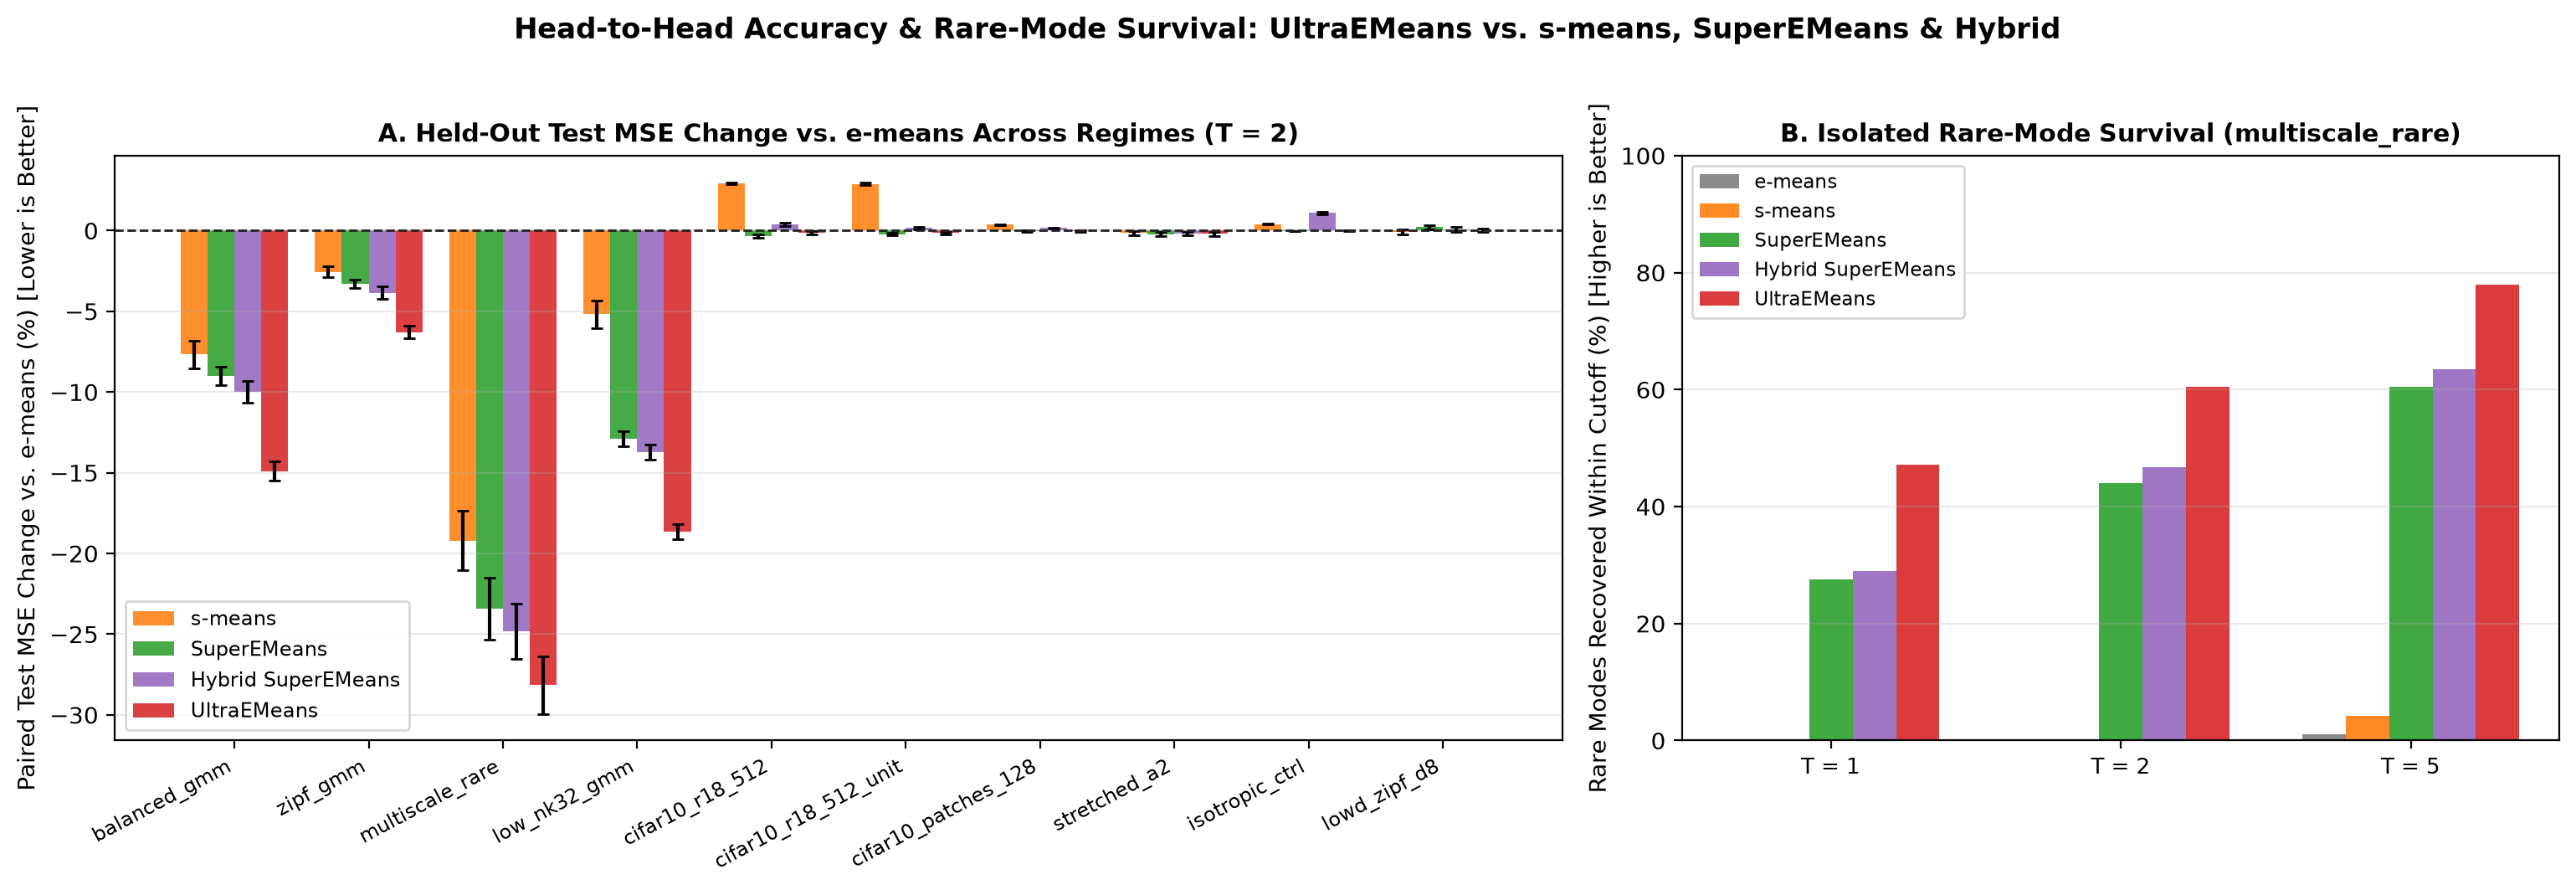 Head-to-Head Accuracy & Rare-Mode Survival: UltraEMeans vs. s-means, SuperEMeans & Hybrid
A. Held-Out Test MSE Change vs. e-means Across Regimes (T = 2)
Paired Test MSE Change vs. e-means (%) [Lower is Better]
0
−5
−10
−15
−20
−25
−30
s-means
SuperEMeans
Hybrid SuperEMeans
UltraEMeans
balanced_gmm
zipf_gmm
multiscale_rare
low_nk32_gmm
cifar10_r18_512
cifar10_r18_512_unit
cifar10_patches_128
stretched_a2
isotropic_ctrl
lowd_zipf_d8
B. Isolated Rare-Mode Survival (multiscale_rare)
Rare Modes Recovered Within Cutoff (%) [Higher is Better]
100
80
60
40
20
0
e-means
s-means
SuperEMeans
Hybrid SuperEMeans
UltraEMeans
T = 1
T = 2
T = 5